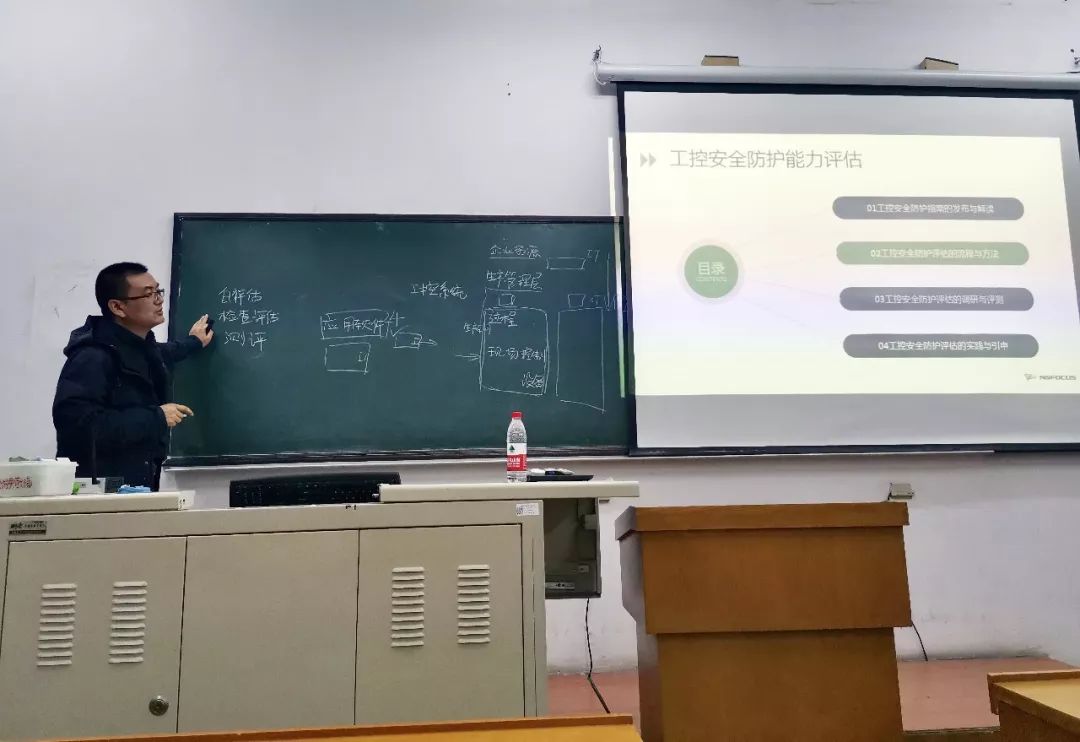 工控安全防护能力评估
目录
CONTENTS
01工控安全防护指南的发布与解读
02工控安全防护评估的流程与方法
03工控安全防护评估的调研与评测
04工控安全防护评估的实践与引申
NSFOCUS
自评估
检查评估
测评
应用软件
工控系统
企业资源
IT
生产管理层
过程
现场控制
设备